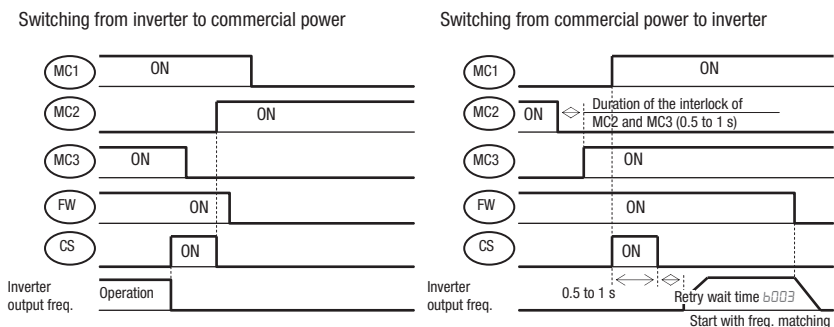 Switching from inverter to commercial power
MC1
ON
MC2
ON
MC3
ON
FW
ON
CS
ON
Inverter
output freq.
Operation
Switching from commercial power to inverter
MC1
ON
MC2
ON
Duration of the interlock of
MC2 and MC3 (0.5 to 1 s)
MC3
ON
FW
ON
CS
ON
Inverter
output freq.
0.5 to 1 s
Retry wait time b003
Start with freq. matching